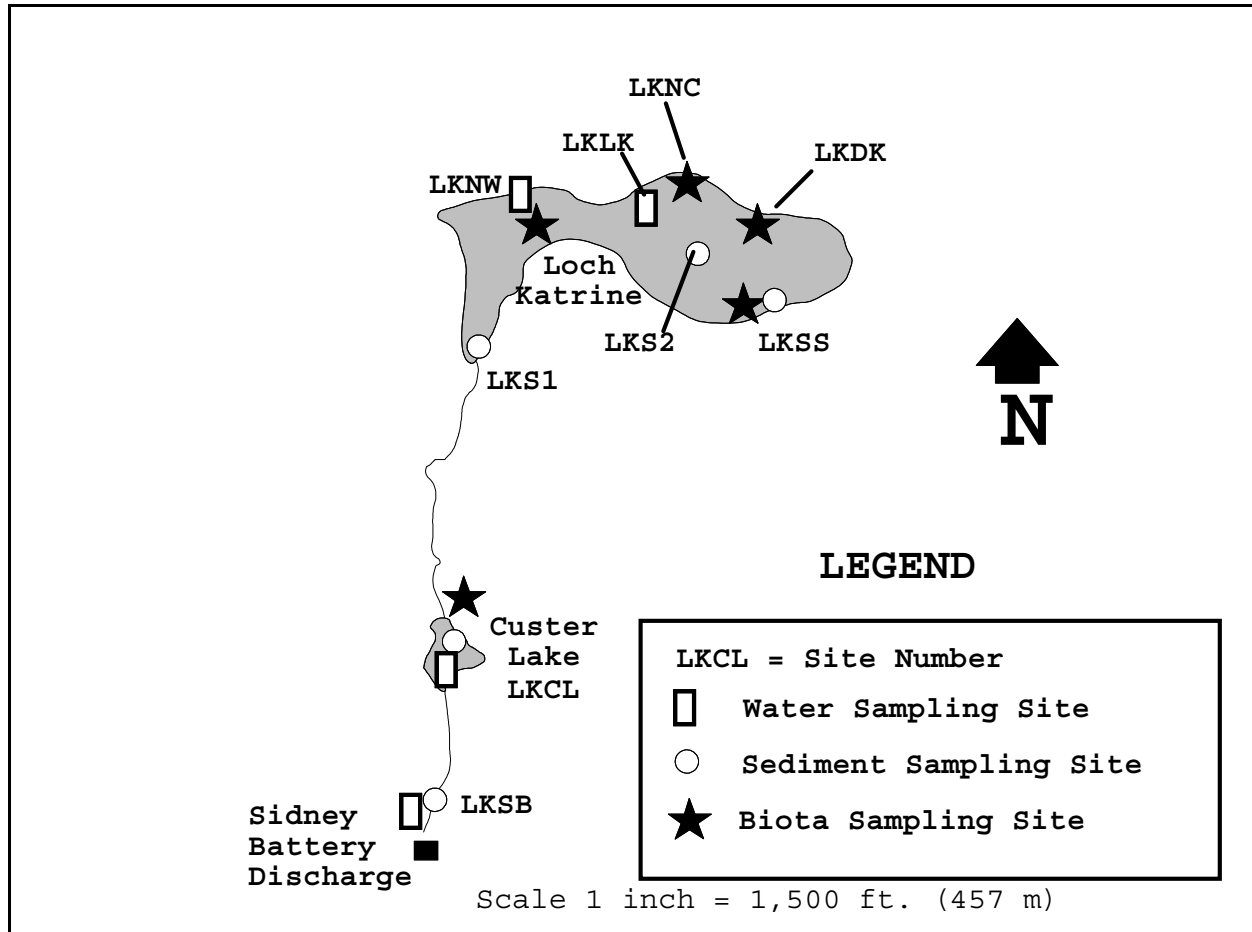 LKNC
LKLK
LKDK
LKNW
Loch
Katrine
LKS2
LKSS
LKS1
N
LEGEND
Custer
Lake
LKCL
LKCL = Site Number
Water Sampling Site
Sediment Sampling Site
Biota Sampling Site
LKSB
Sidney
Battery
Discharge
Scale 1 inch = 1,500 ft. (457 m)